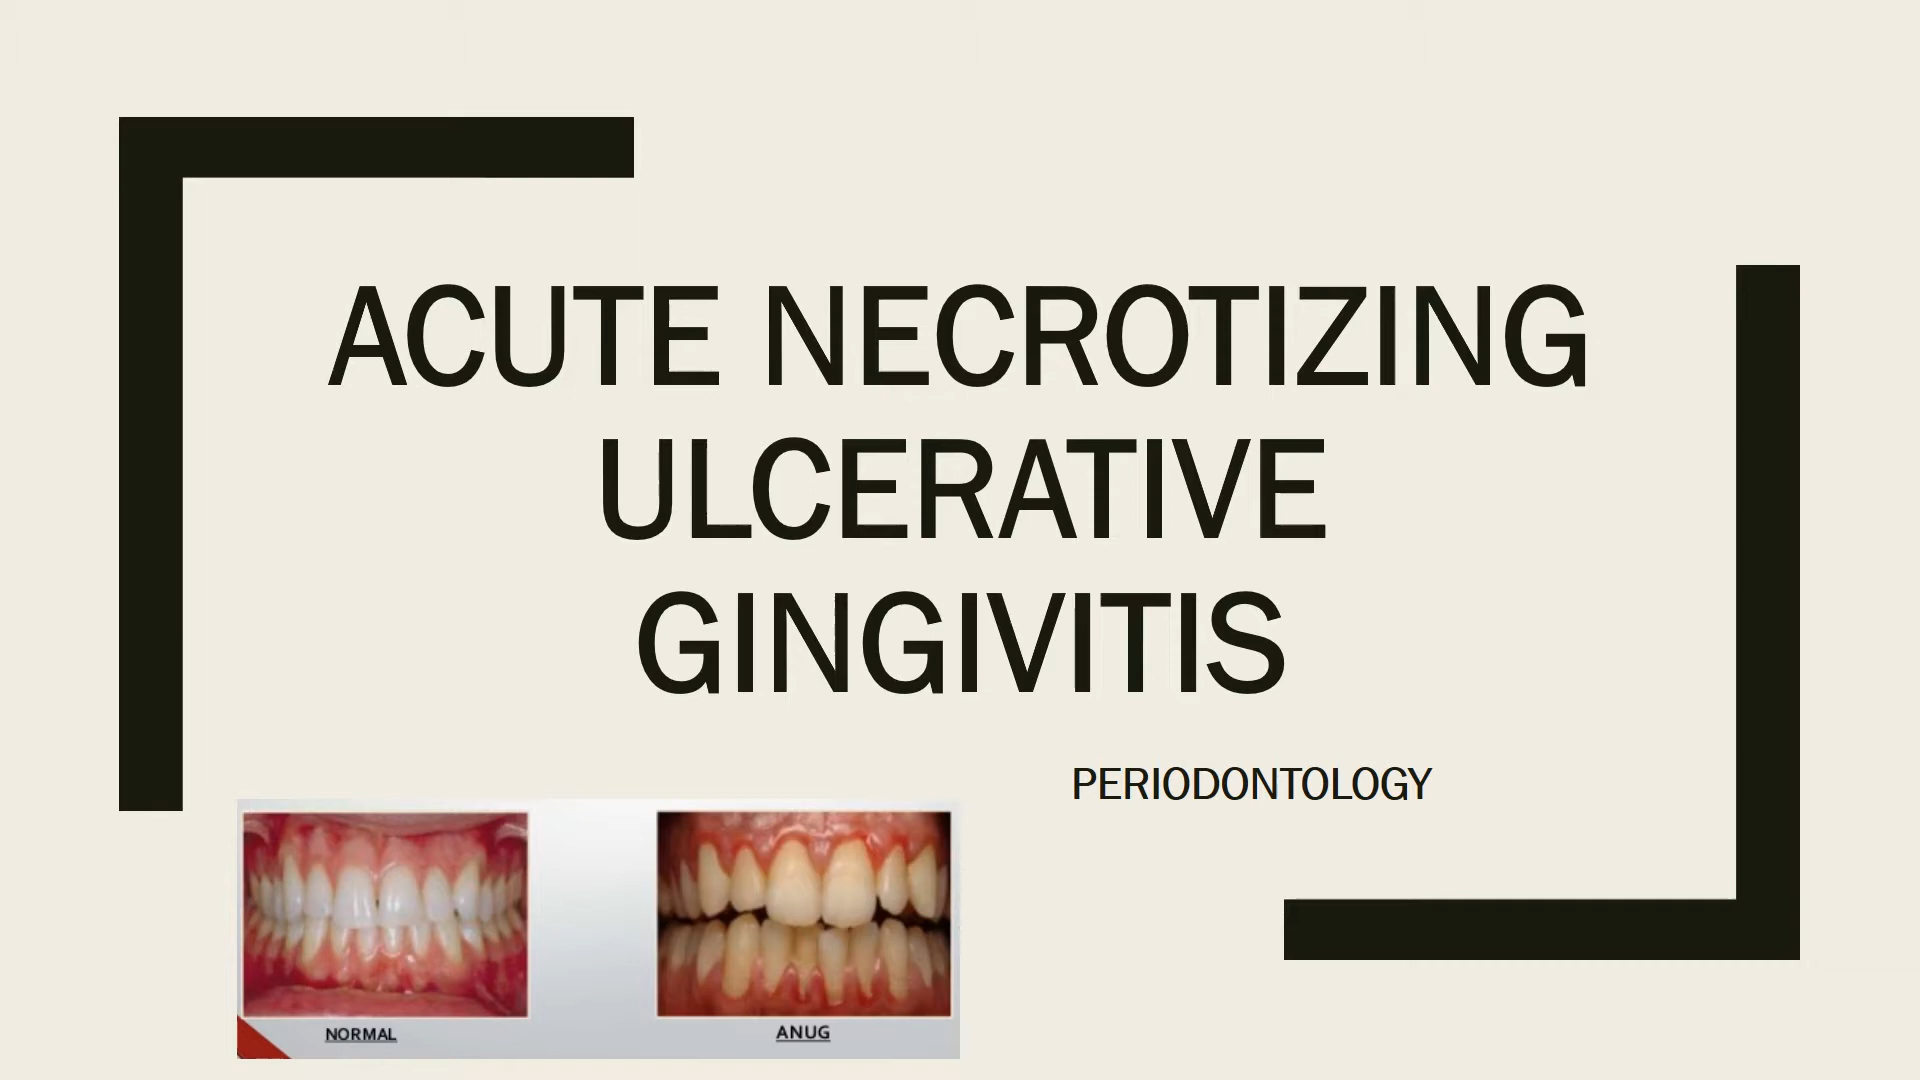 ACUTE NECROTIZING
ULCERATIVE
GINGIVITIS
PERIODONTOLOGY
NORMAL
ANUG